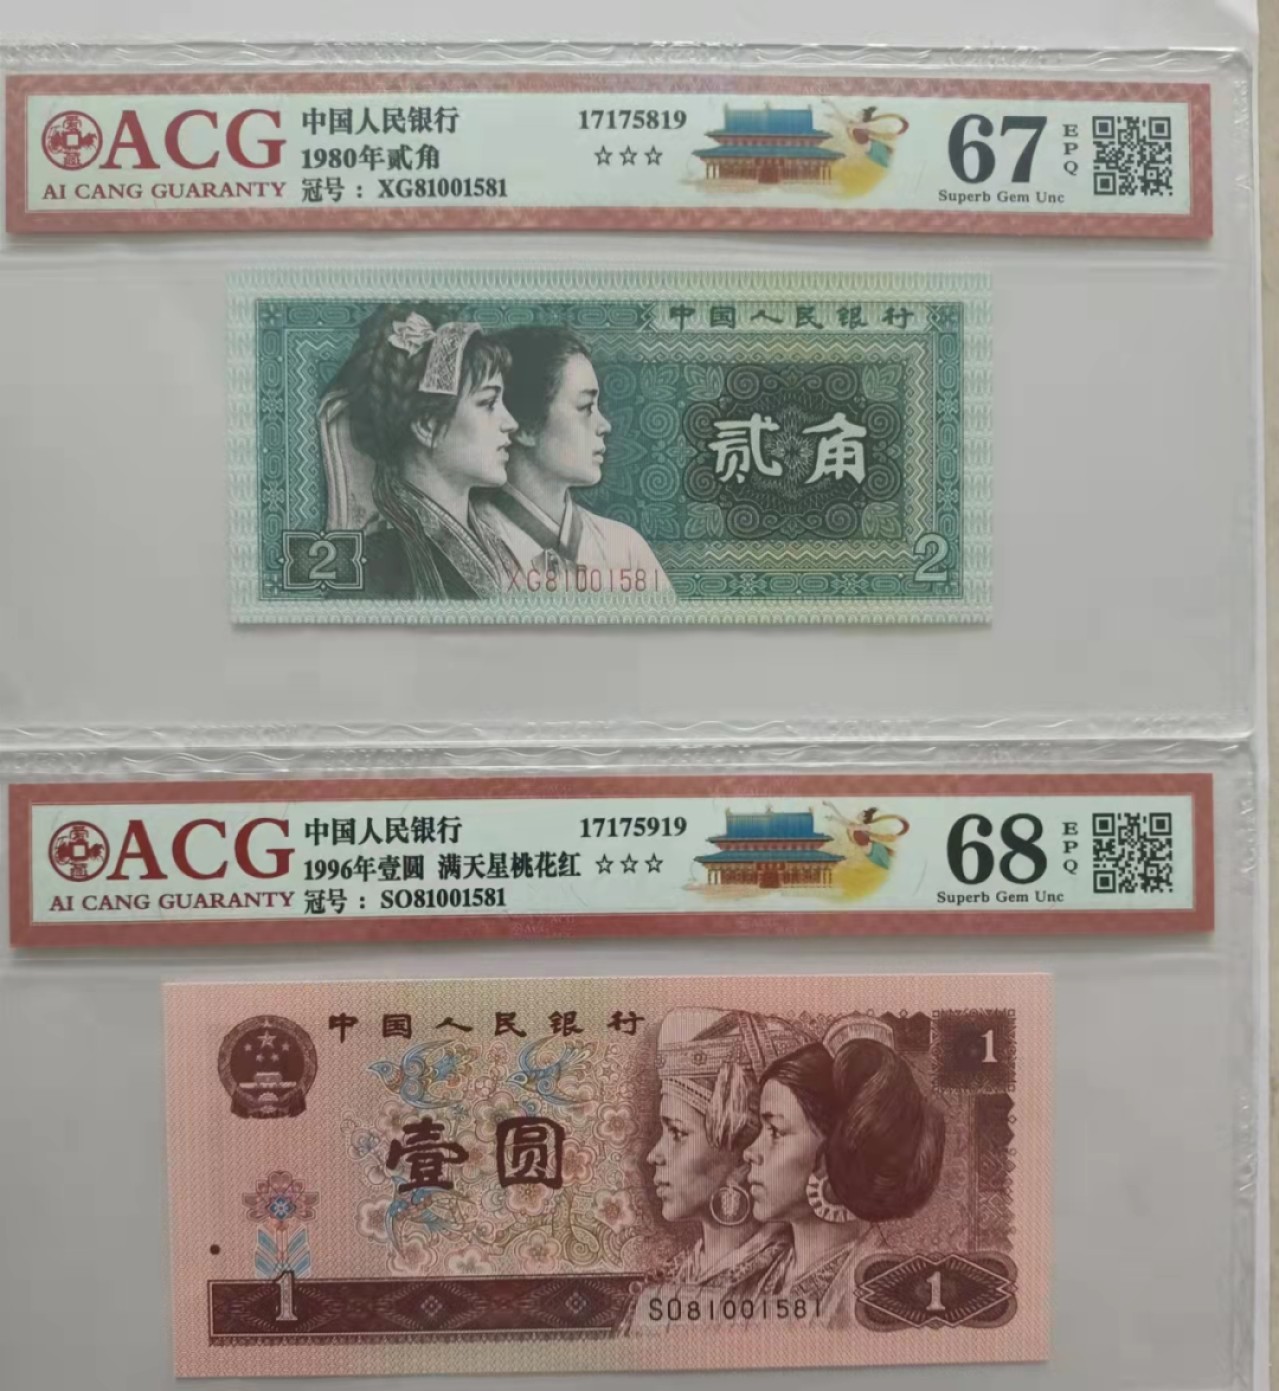 ACG
AI CANG GUARANTY
中国人民银行
1980年贰角
冠号：XG81001581
17175819
☆☆☆
67
EPQ
Superb Gem Unc
中国人民银行
贰角
2
XG81001581
2
ACG
AI CANG GUARANTY
中国人民银行
1996年壹圆 满天星桃花红
冠号：SO81001581
17175919
☆☆☆
68
EPQ
Superb Gem Unc
中国人民银行
1
壹圆
1
SO81001581
1